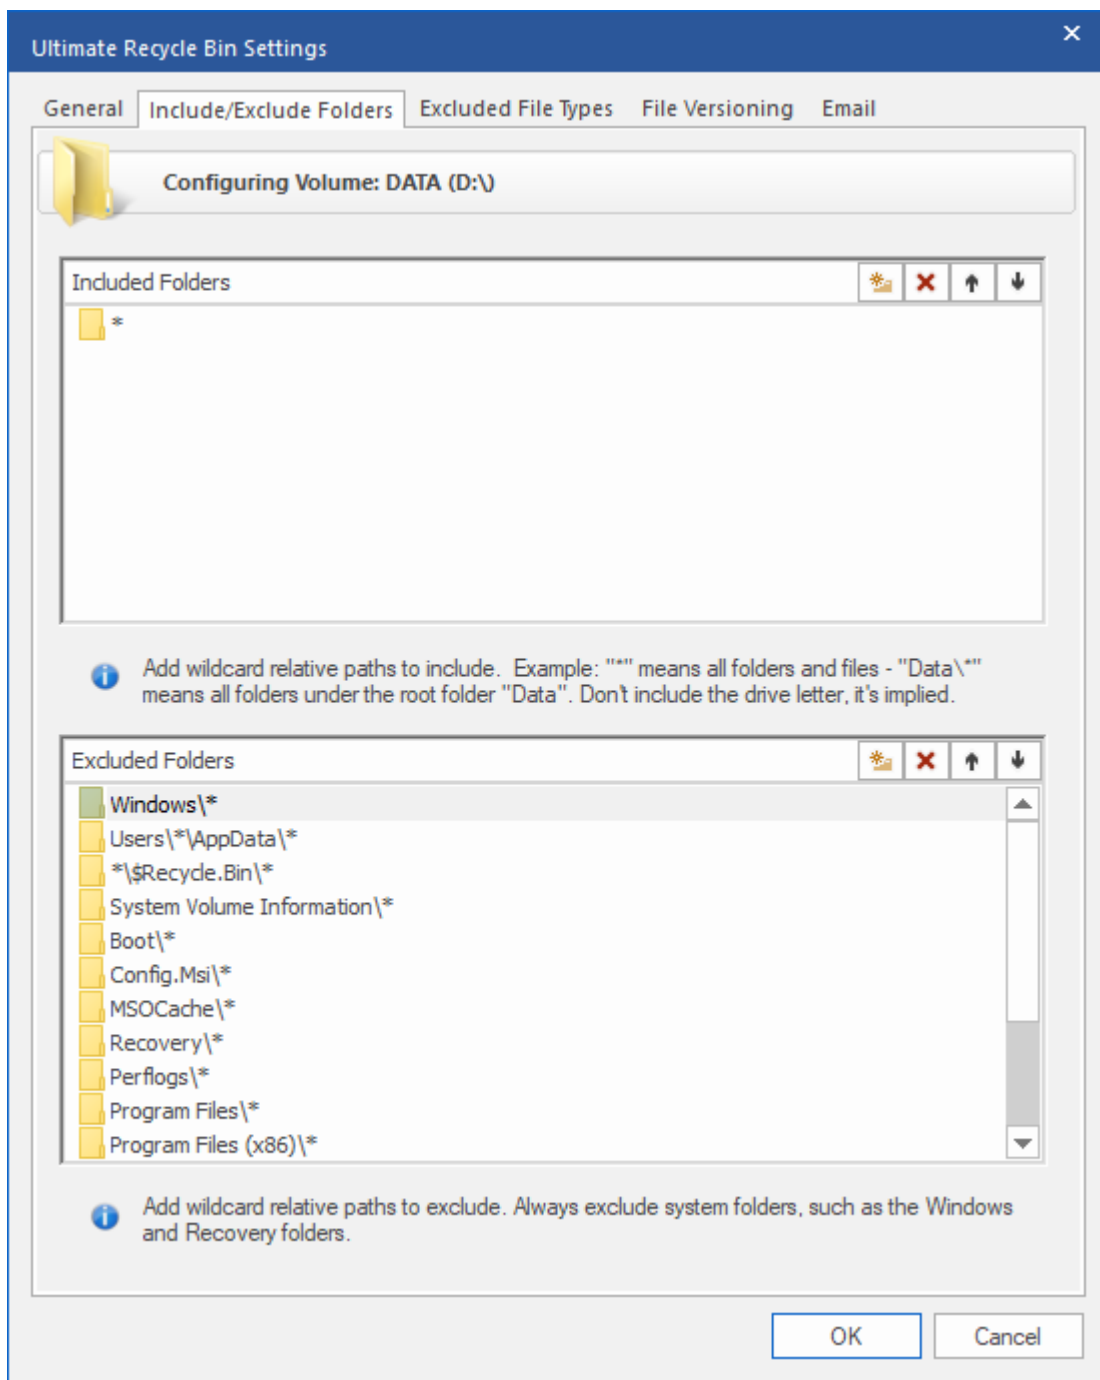 Ultimate Recycle Bin Settings
General Include/Exclude Folders Excluded File Types File Versioning Email
Configuring Volume: DATA (D:\)
Included Folders
*
Add wildcard relative paths to include.  Example: "*" means all folders and files - "Data\*"
means all folders under the root folder "Data". Don't include the drive letter, it's implied.
Excluded Folders
Windows\*
Users\*\AppData\*
*\$Recycle.Bin\*
System Volume Information\*
Boot\*
Config.Msi\*
MSOCache\*
Recovery\*
Perflogs\*
Program Files\*
Program Files (x86)\*
Add wildcard relative paths to exclude. Always exclude system folders, such as the Windows
and Recovery folders.
OK Cancel